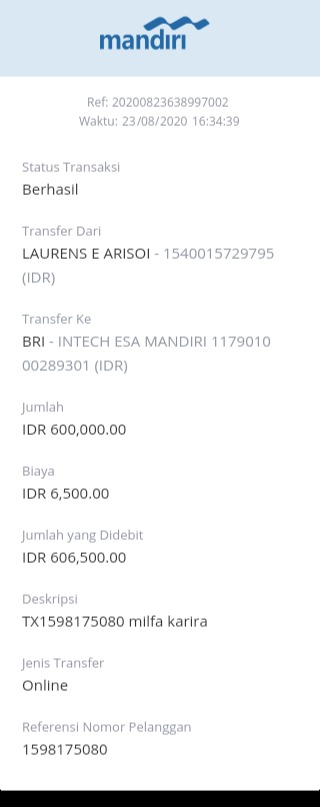 mandiri
Ref: 20200823638997002
Waktu: 23/08/2020 16:34:39
Status Transaksi
Berhasil
Transfer Dari
LAURENS E ARISOI - 1540015729795
(IDR)
Transfer Ke
BRI - INTECH ESA MANDIRI 1179010
00289301 (IDR)
Jumlah
IDR 600,000.00
Biaya
IDR 6,500.00
Jumlah yang Didebit
IDR 606,500.00
Deskripsi
TX1598175080 milfa karira
Jenis Transfer
Online
Referensi Nomor Pelanggan
1598175080